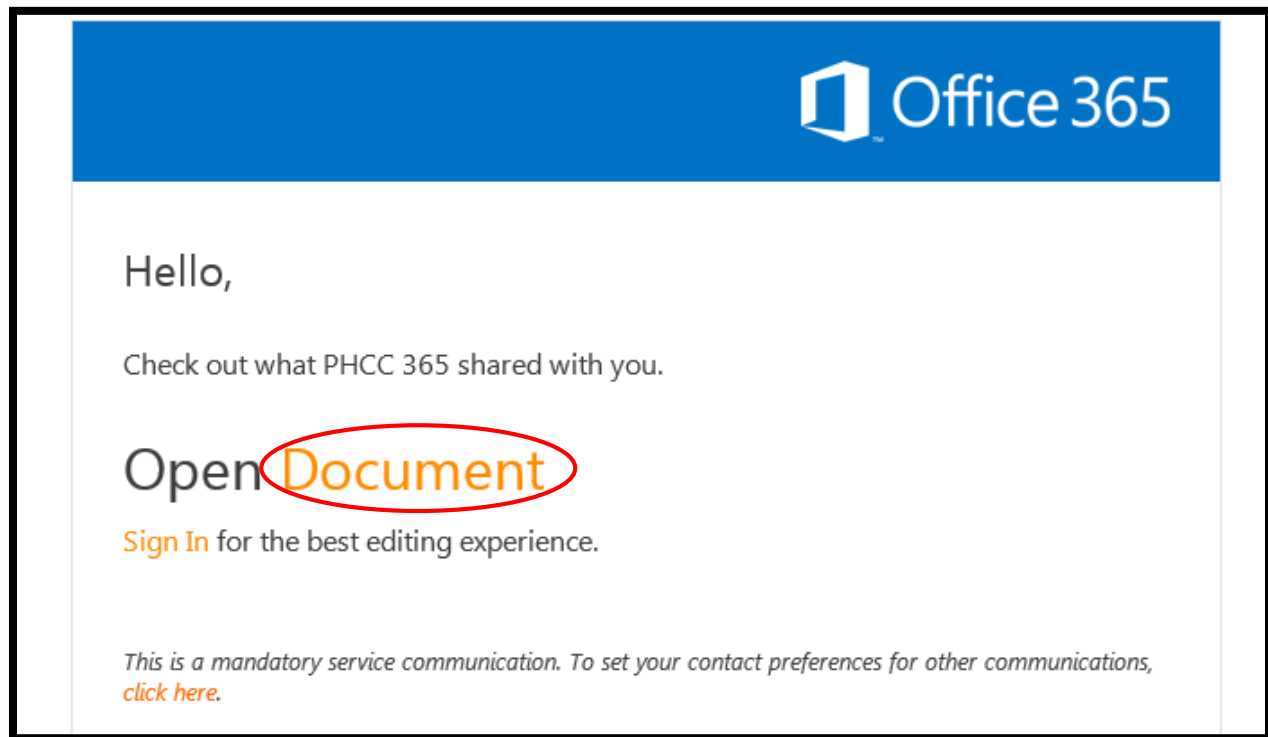 Office 365
Hello,
Check out what PHCC 365 shared with you.
Open Document
Sign In for the best editing experience.
This is a mandatory service communication. To set your contact preferences for other communications,
click here.